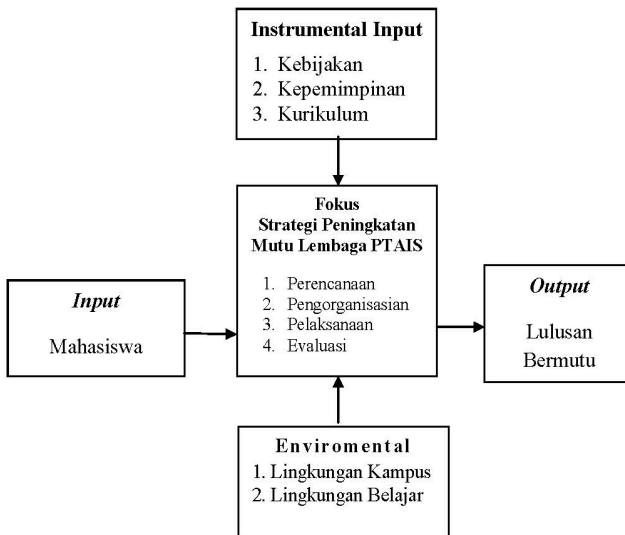 Instrumental Input
1. Kebijakan
2. Kepemimpinan
3. Kurikulum
Fokus
Strategi Peningkatan
Mutu Lembaga PTAIS
1. Perencanaan
2. Pengorganisasian
3. Pelaksanaan
4. Evaluasi
Input
Mahasiswa
Output
Lulusan
Bermutu
Enviromental
1. Lingkungan Kampus
2. Lingkungan Belajar